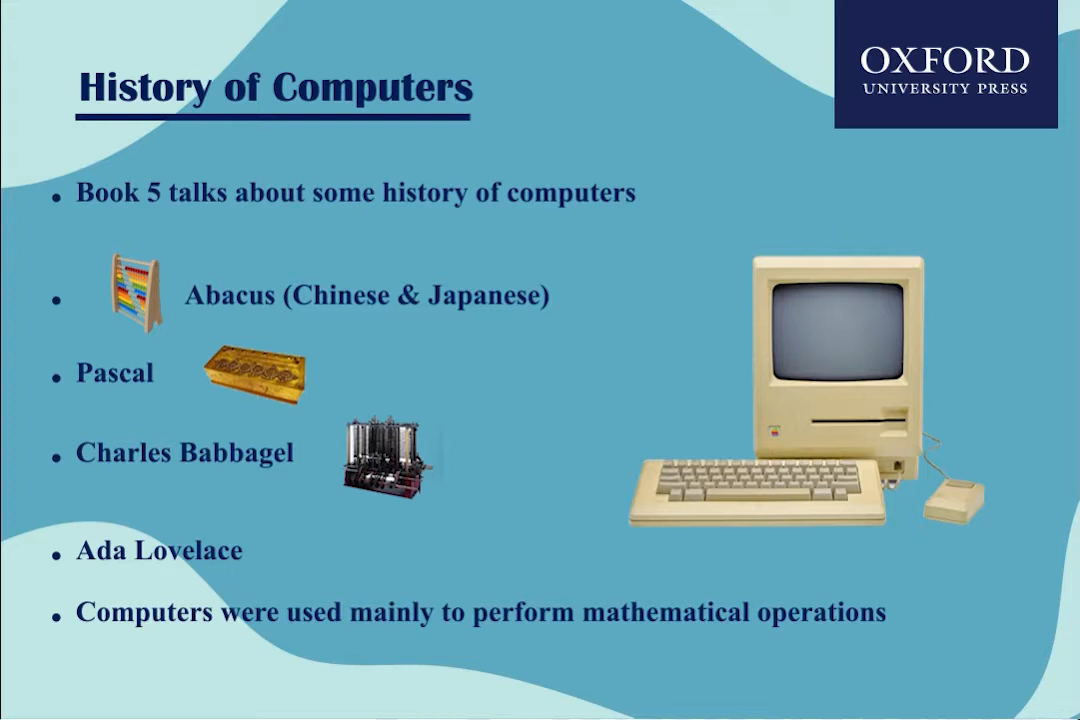 OXFORD
UNIVERSITY PRESS
History of Computers
• Book 5 talks about some history of computers
• Abacus (Chinese & Japanese)
• Pascal
• Charles Babbagel
• Ada Lovelace
• Computers were used mainly to perform mathematical operations